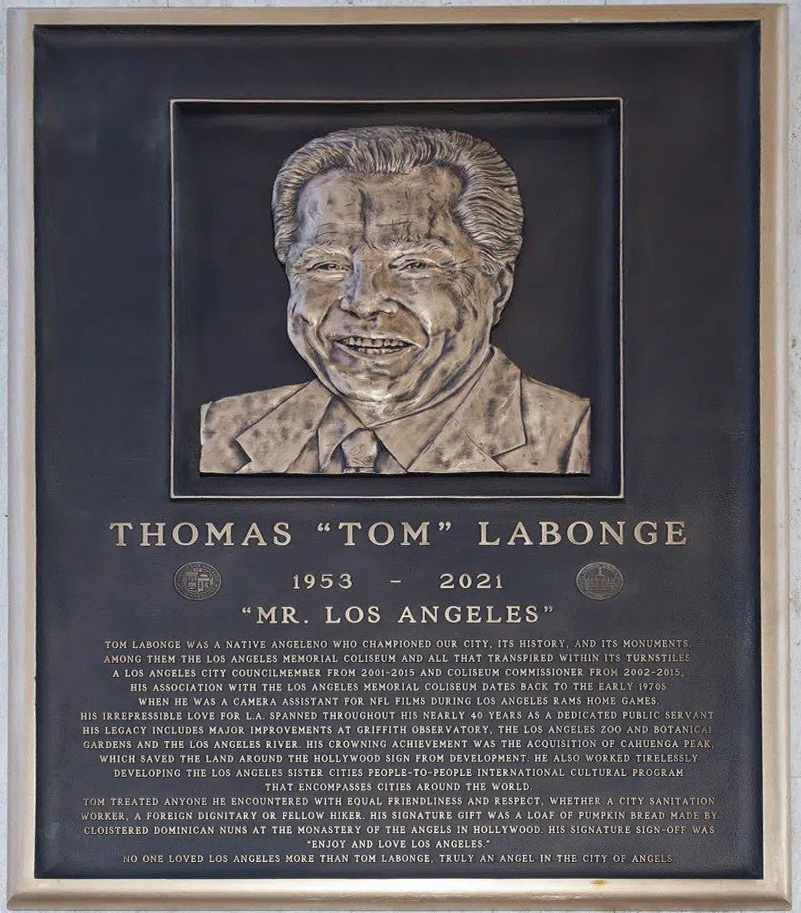 THOMAS “TOM” LABONGE
1953 - 2021
“MR. LOS ANGELES”
TOM LABONGE WAS A NATIVE ANGELENO WHO CHAMPIONED OUR CITY, ITS HISTORY, AND ITS MONUMENTS,
AMONG THEM THE LOS ANGELES MEMORIAL COLISEUM AND ALL THAT TRANSPIRED WITHIN ITS TURNSTILES.
A LOS ANGELES CITY COUNCILMEMBER FROM 2001-2015 AND COLISEUM COMMISSIONER FROM 2002-2015,
HIS ASSOCIATION WITH THE LOS ANGELES MEMORIAL COLISEUM DATES BACK TO THE EARLY 1970S
WHEN HE WAS A CAMERA ASSISTANT FOR NFL FILMS DURING LOS ANGELES RAMS HOME GAMES.
HIS IRREPRESSIBLE LOVE FOR L.A. SPANNED THROUGHOUT HIS NEARLY 40 YEARS AS A DEDICATED PUBLIC SERVANT
HIS LEGACY INCLUDES MAJOR IMPROVEMENTS AT GRIFFITH OBSERVATORY, THE LOS ANGELES ZOO AND BOTANICAL
GARDENS AND THE LOS ANGELES RIVER. HIS CROWNING ACHIEVEMENT WAS THE ACQUISITION OF CAHUENGA PEAK,
WHICH SAVED THE LAND AROUND THE HOLLYWOOD SIGN FROM DEVELOPMENT. HE ALSO WORKED TIRELESSLY
DEVELOPING THE LOS ANGELES SISTER CITIES PEOPLE-TO-PEOPLE INTERNATIONAL CULTURAL PROGRAM
THAT ENCOMPASSES CITIES AROUND THE WORLD.
TOM TREATED ANYONE HE ENCOUNTERED WITH EQUAL FRIENDLINESS AND RESPECT, WHETHER A CITY SANITATION
WORKER, A FOREIGN DIGNITARY OR FELLOW HIKER. HIS SIGNATURE GIFT WAS A LOAF OF PUMPKIN BREAD MADE BY
CLOISTERED DOMINICAN NUNS AT THE MONASTERY OF THE ANGELS IN HOLLYWOOD. HIS SIGNATURE SIGN-OFF WAS
“ENJOY AND LOVE LOS ANGELES.”
NO ONE LOVED LOS ANGELES MORE THAN TOM LABONGE, TRULY AN ANGEL IN THE CITY OF ANGELS.